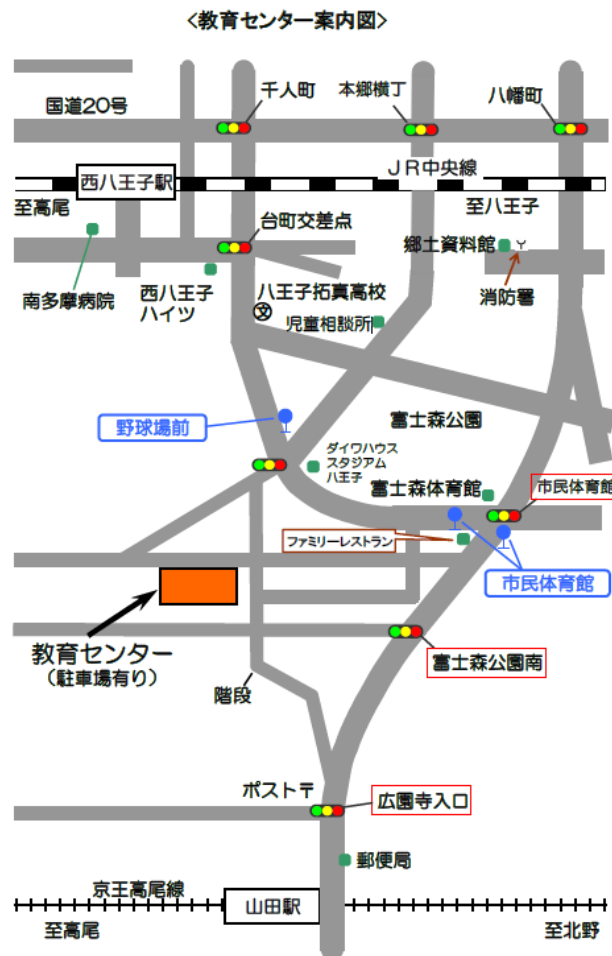 <教育センター案内図>
千人町
本郷横丁
八幡町
国道20号
JR中央線
西八王子駅
至高尾
至八王子
台町交差点
郷土資料館
南多摩病院
西八王子
ハイツ
八王子拓真高校
消防署
文
児童相談所
野球場前
富士森公園
ダイワハウス
スタジアム
八王子
富士森体育館
市民体育館
ファミリーレストラン
市民体育館
教育センター
(駐車場有り)
富士森公園南
階段
ポスト〒
広園寺入口
郵便局
京王高尾線
山田駅
至高尾
至北野